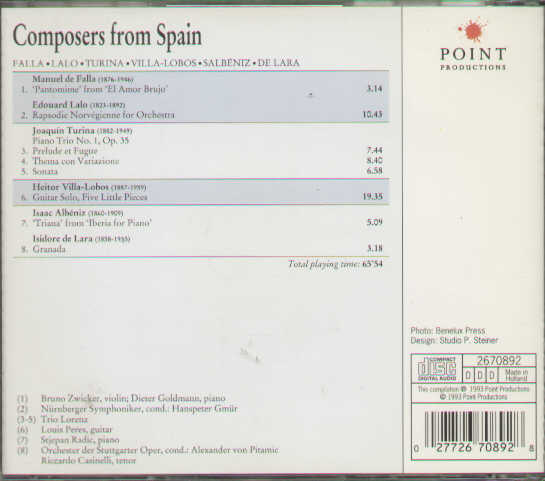 Composers from Spain
FALLA • LALO • TURINA • VILLA-LOBOS • SALBÉNIZ • DE LARA
Manuel de Falla (1876-1946)
1. 'Pantomime' from 'El Amor Brujo' 3.14
Edouard Lalo (1823-1892)
2. Rapsodie Norvégienne for Orchestra 10.43
Joaquín Turina (1882-1949)
Piano Trio No. 1, Op. 35
3. Prelude et Fugue 7.44
4. Thema con Variazione 8.40
5. Sonata 6.58
Heitor Villa-Lobos (1887-1959)
6. Guitar Solo, Five Little Pieces 19.35
Isaac Albéniz (1860-1909)
7. 'Triana' from 'Iberia for Piano' 5.09
Isidore de Lara (1858-1935)
8. Granada 3.18
Total playing time: 65'54
(1) Bruno Zwicker, violin; Dieter Goldmann, piano
(2) Nürnberger Symphoniker, cond.: Hanspeter Gmür
(3-5) Trio Lorenz
(6) Louis Peres, guitar
(7) Stjepan Radic, piano
(8) Orchester der Stuttgarter Oper, cond.: Alexander von Pitamic
Riccardo Casinelli, tenor
POINT
PRODUCTIONS
Photo: Benelux Press
Design: Studio P. Steiner
COMPACT
disc
DIGITAL AUDIO
2670892
D D D
Made in
Holland
This compilation ℗ 1993 Point Productions
© 1993 Point Productions
0 27726 70892 8